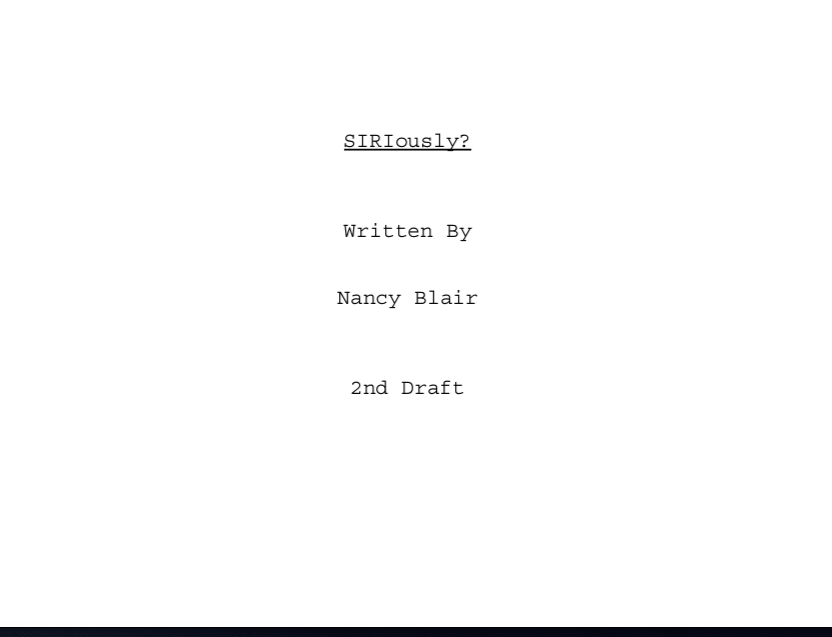 SIRIously?
Written By
Nancy Blair
2nd Draft